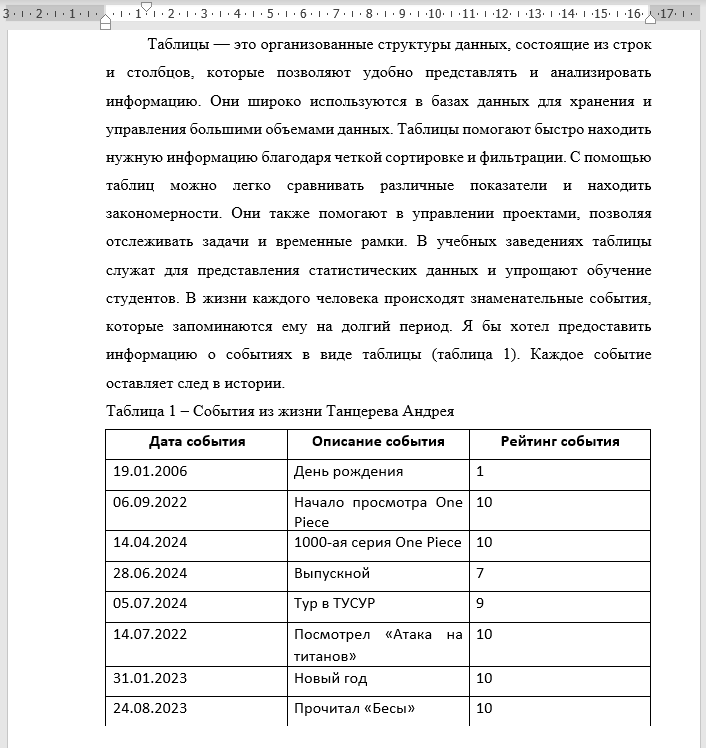 3 · 2 · 1 · 1 · 2 · 3 · 4 · 5 · 6 · 7 · 8 · 9 · 10 · 11 · 12 · 13 · 14 · 15 · 16 · 17 ·
Таблицы — это организованные структуры данных, состоящие из строк
и столбцов, которые позволяют удобно представлять и анализировать
информацию. Они широко используются в базах данных для хранения и
управления большими объемами данных. Таблицы помогают быстро находить
нужную информацию благодаря четкой сортировке и фильтрации. С помощью
таблиц можно легко сравнивать различные показатели и находить
закономерности. Они также помогают в управлении проектами, позволяя
отслеживать задачи и временные рамки. В учебных заведениях таблицы
служат для представления статистических данных и упрощают обучение
студентов. В жизни каждого человека происходят знаменательные события,
которые запоминаются ему на долгий период. Я бы хотел предоставить
информацию о событиях в виде таблицы (таблица 1). Каждое событие
оставляет след в истории.
Таблица 1 – События из жизни Танцерева Андрея
Дата события Описание события Рейтинг события
19.01.2006 День рождения 1
06.09.2022 Начало просмотра One 10
Piece
14.04.2024 1000-ая серия One Piece 10
28.06.2024 Выпускной 7
05.07.2024 Тур в ТУСУР 9
14.07.2022 Посмотрел «Атака на 10
титанов»
31.01.2023 Новый год 10
24.08.2023 Прочитал «Бесы» 10